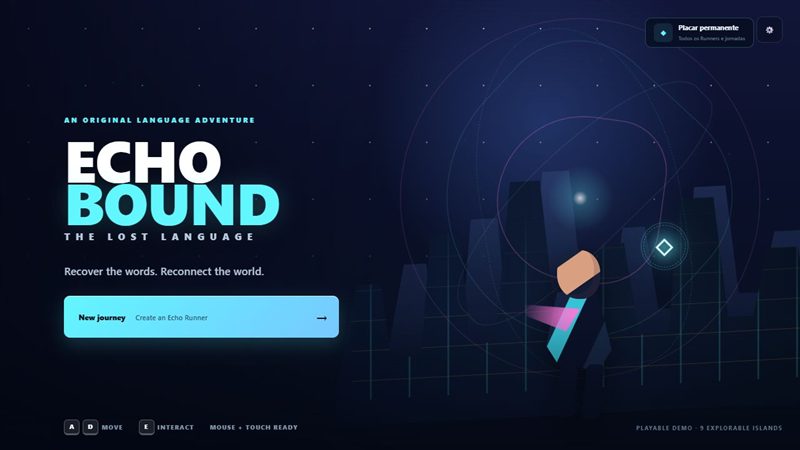 Placar permanente
Todos os Runners e jornadas
AN ORIGINAL LANGUAGE ADVENTURE
ECHO
BOUND
THE LOST LANGUAGE
Recover the words. Reconnect the world.
New journey Create an Echo Runner →
A D MOVE E INTERACT MOUSE + TOUCH READY
PLAYABLE DEMO · 9 EXPLORABLE ISLANDS